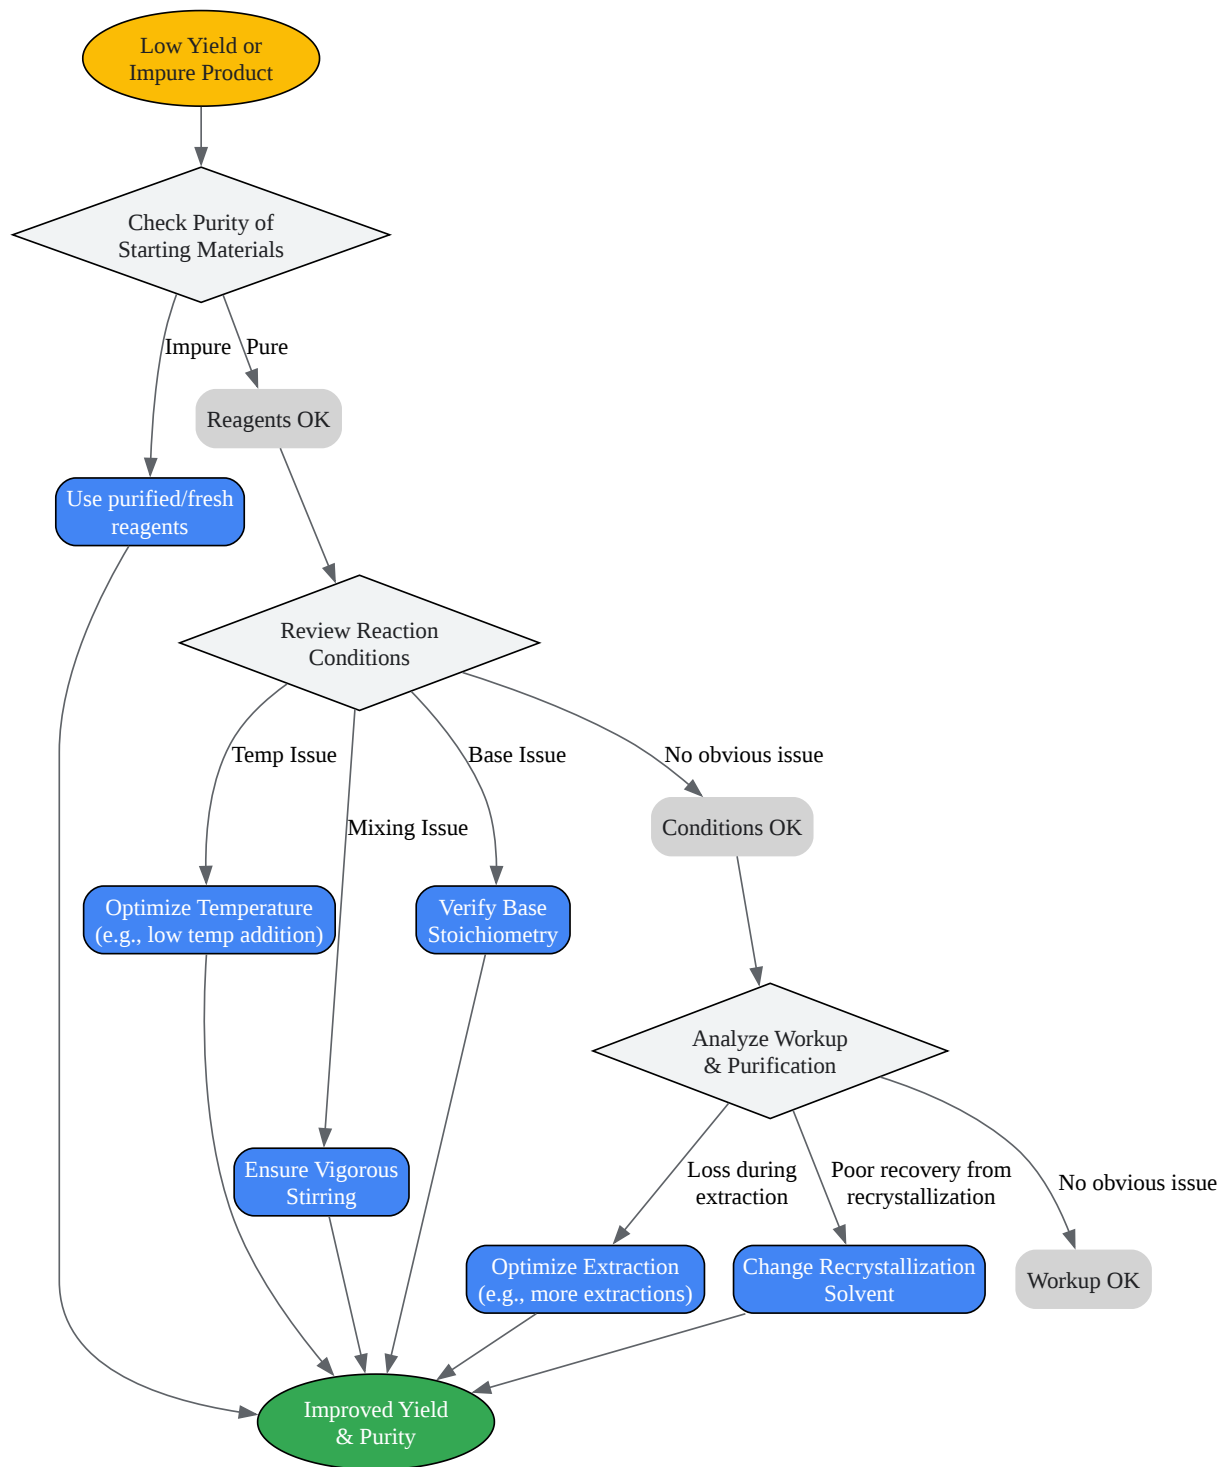 Low Yield or
Impure Product
Check Purity of
Starting Materials
Impure
Pure
Reagents OK
Use purified/fresh
reagents
Review Reaction
Conditions
Temp Issue
Base Issue
No obvious issue
Mixing Issue
Conditions OK
Optimize Temperature
(e.g., low temp addition)
Verify Base
Stoichiometry
Analyze Workup
& Purification
Ensure Vigorous
Stirring
Loss during
extraction
Poor recovery from
recrystallization
No obvious issue
Optimize Extraction
(e.g., more extractions)
Change Recrystallization
Solvent
Workup OK
Improved Yield
& Purity